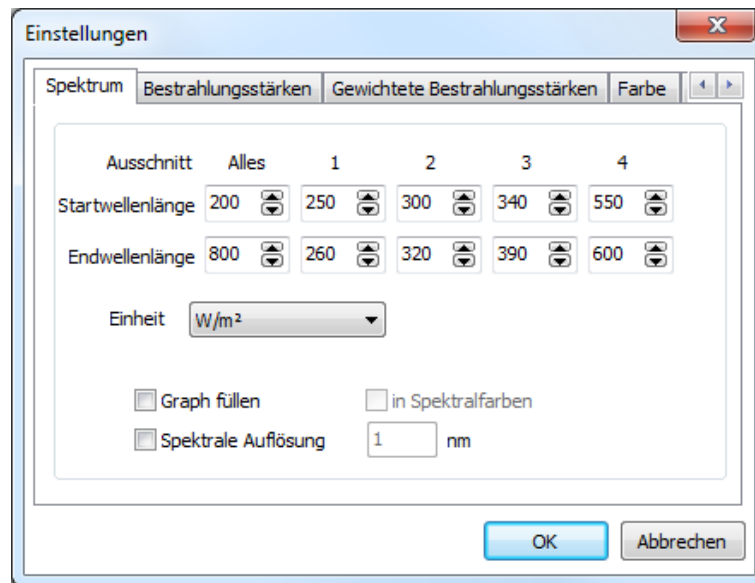 Einstellungen
Spektrum Bestrahlungsstärken Gewichtete Bestrahlungsstärken Farbe
Ausschnitt Alles 1 2 3 4
Startwellenlänge 200 250 300 340 550
Endwellenlänge 800 260 320 390 600
Einheit W/m²
Graph füllen in Spektralfarben
Spektrale Auflösung 1 nm
OK Abbrechen